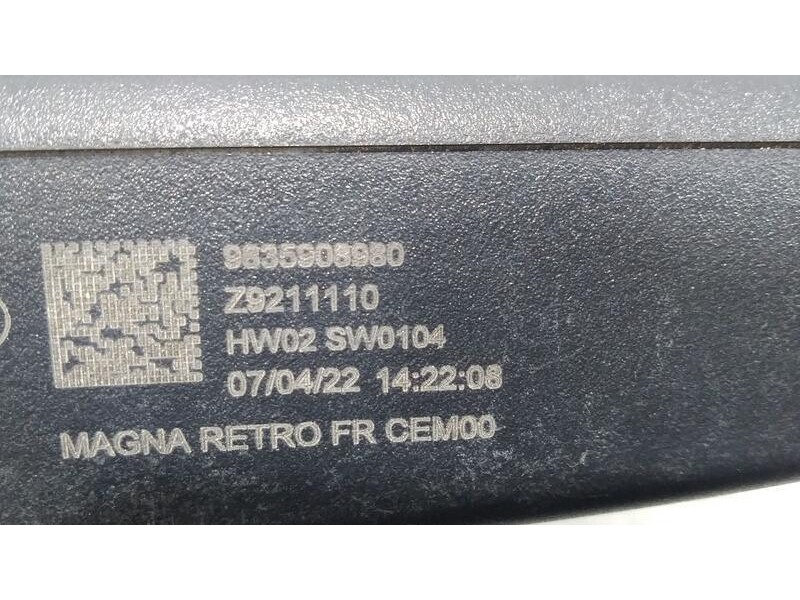 9835908980
Z9211110
HW02 SW0104
07/04/22 14:22:08
MAGNA RETRO FR CEM00